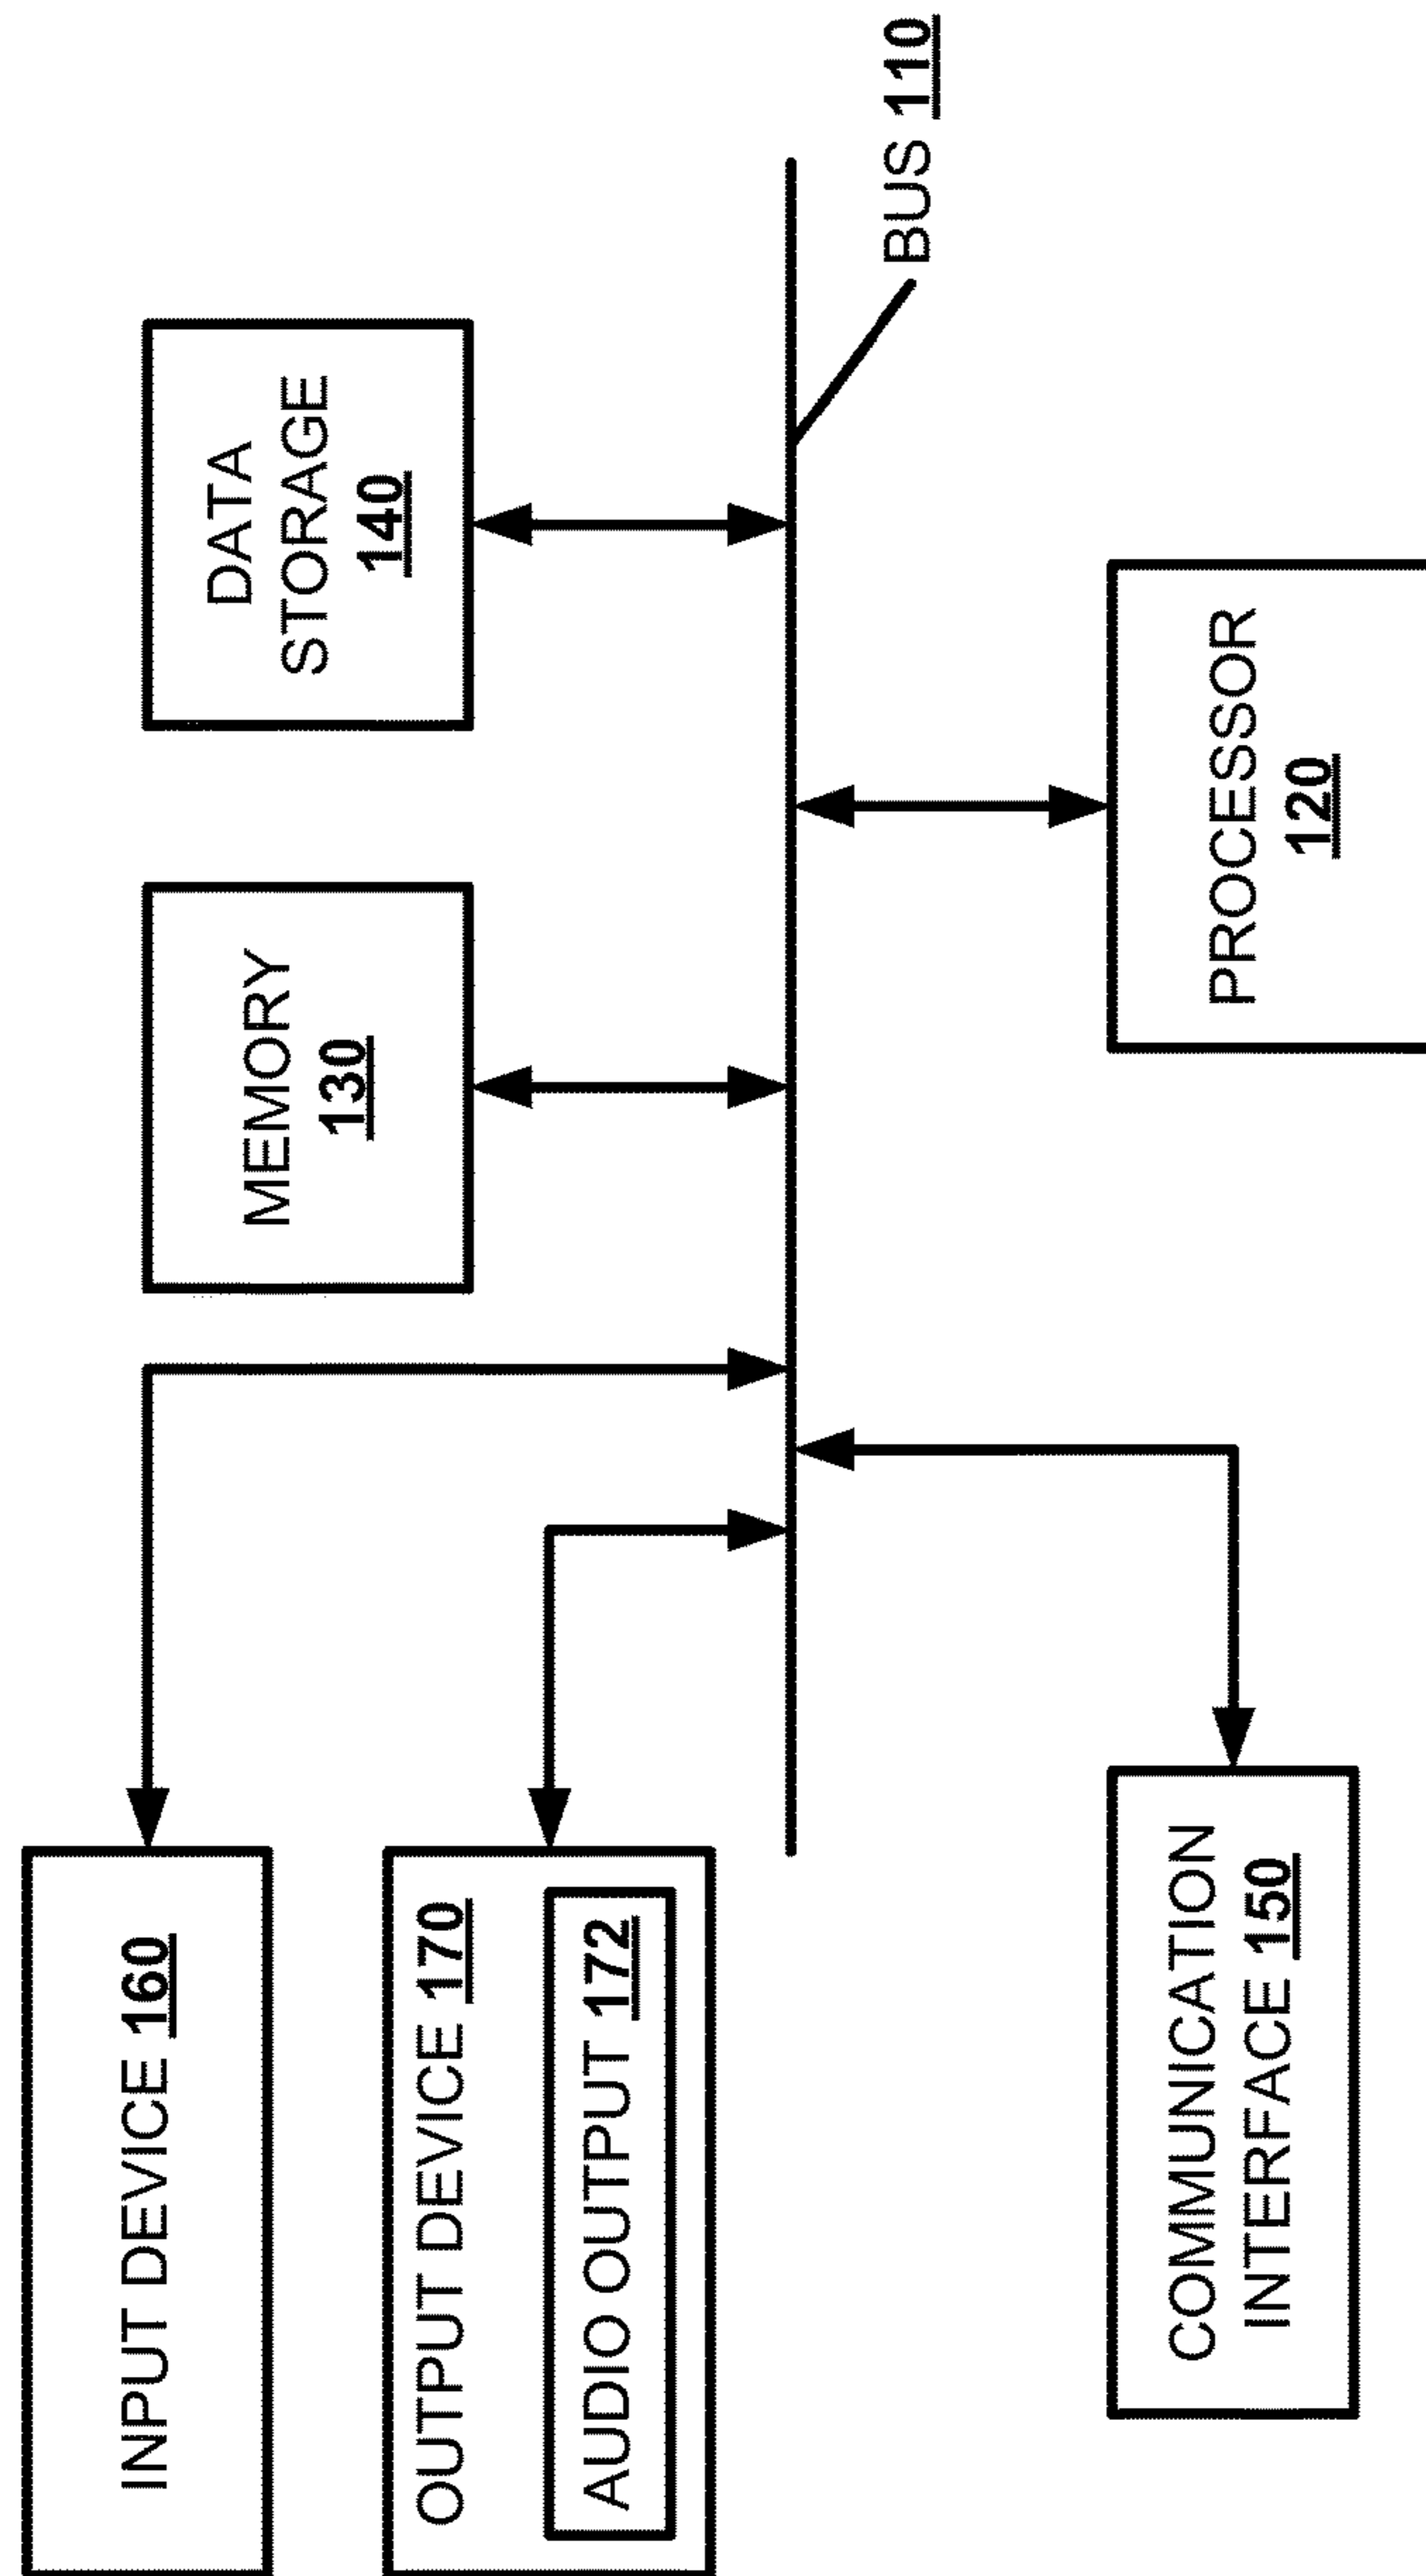 INPUT DEVICE 160
OUTPUT DEVICE 170
AUDIO OUTPUT 172
MEMORY
130
DATA
STORAGE
140
BUS 110
COMMUNICATION
INTERFACE 150
PROCESSOR
120